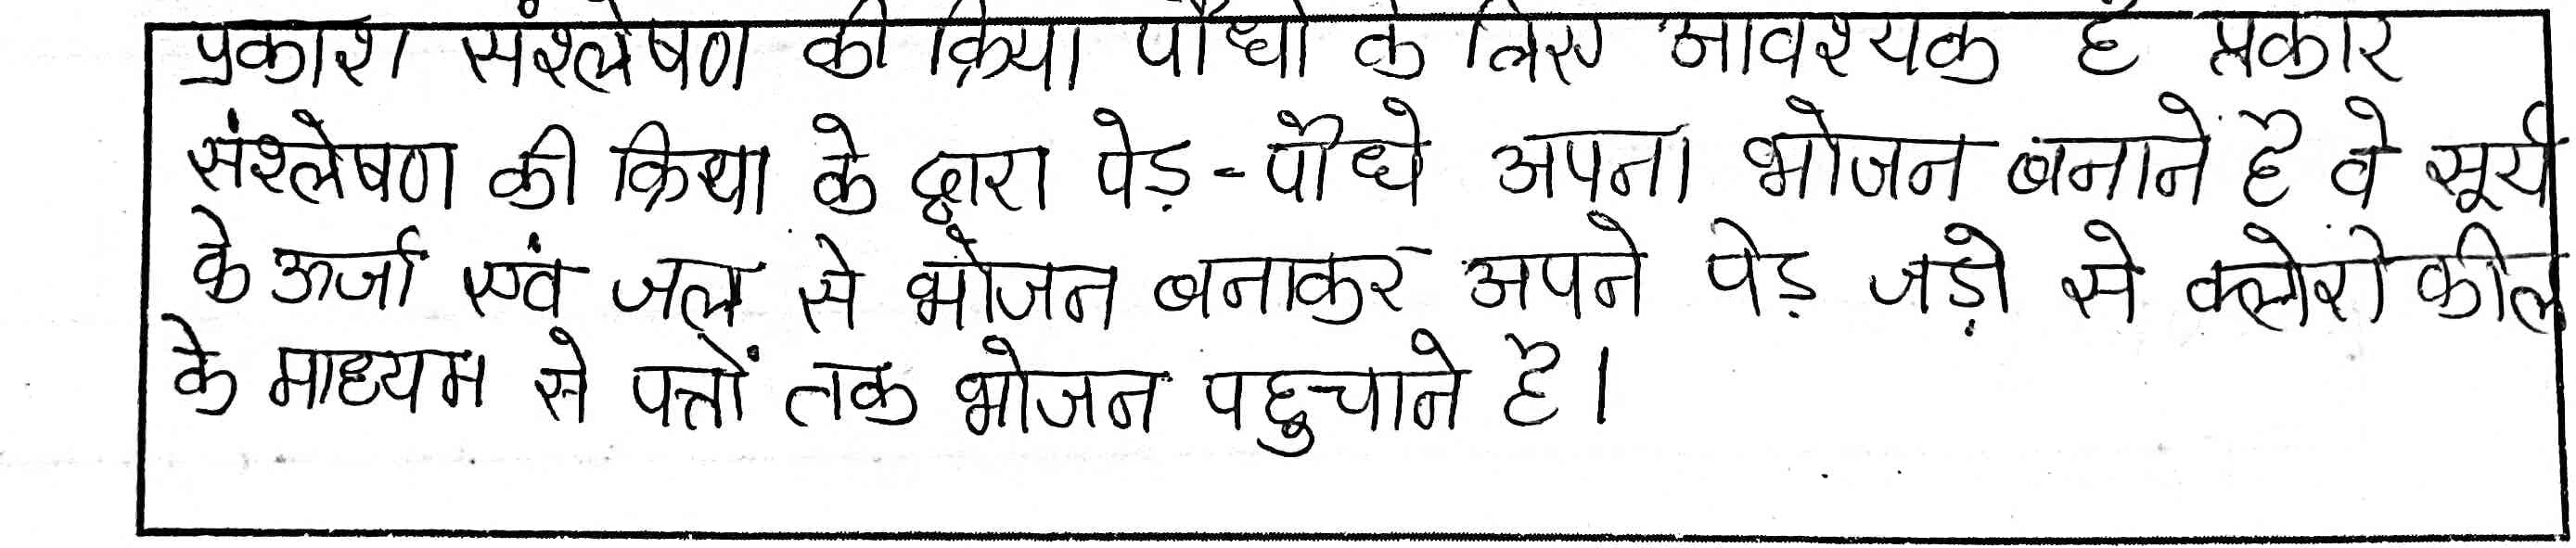 प्रकाश संश्लेषण की क्रिया पौधो के लिए आवश्यक है प्रकार
संश्लेषण की क्रिया के द्वारा पेड़-पौधे अपना भोजन बनाने है वे सूर्य
के ऊर्जा एवं जल से भोजन बनाकर अपने पेड़ जड़ो से क्लोरो कील
के माध्यम से पत्तों तक भोजन पहुचाने है।